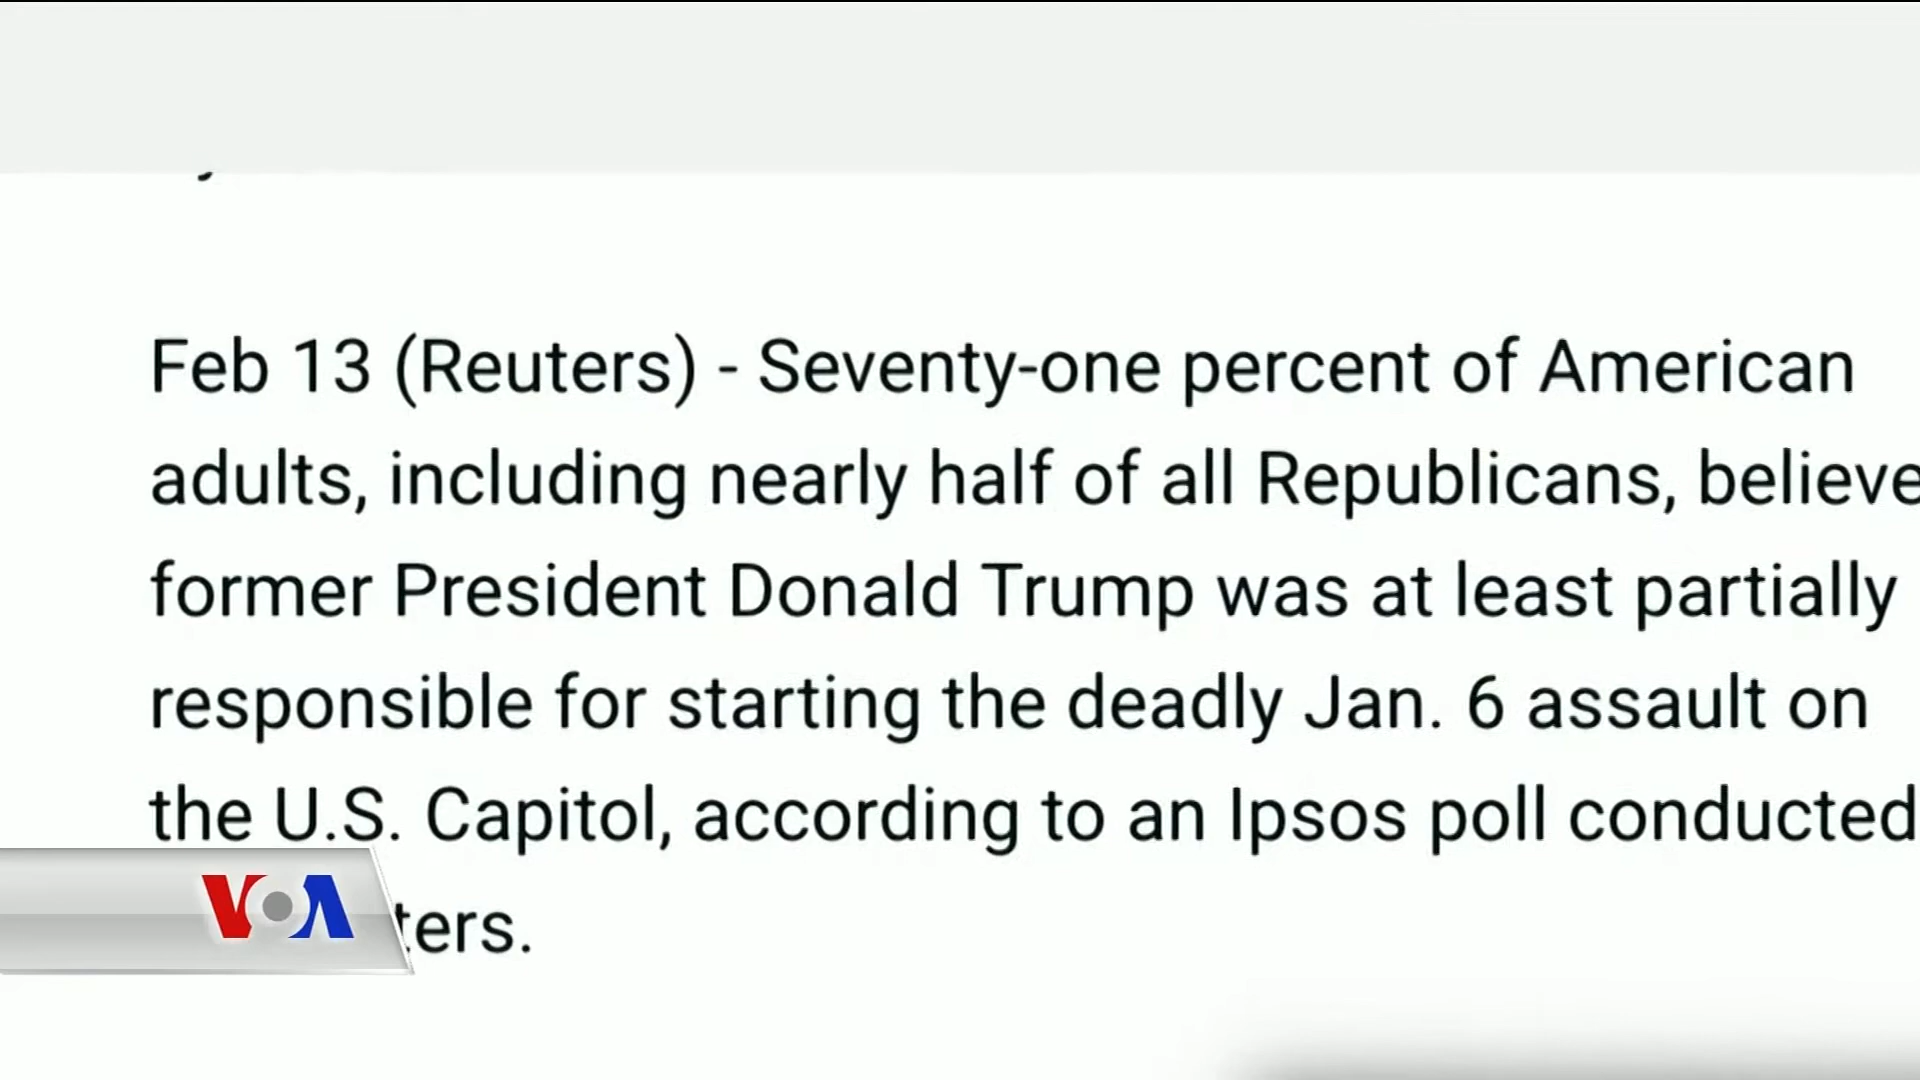 Feb 13 (Reuters) - Seventy-one percent of American
adults, including nearly half of all Republicans, believe
former President Donald Trump was at least partially
responsible for starting the deadly Jan. 6 assault on
the U.S. Capitol, according to an Ipsos poll conducted
VOA